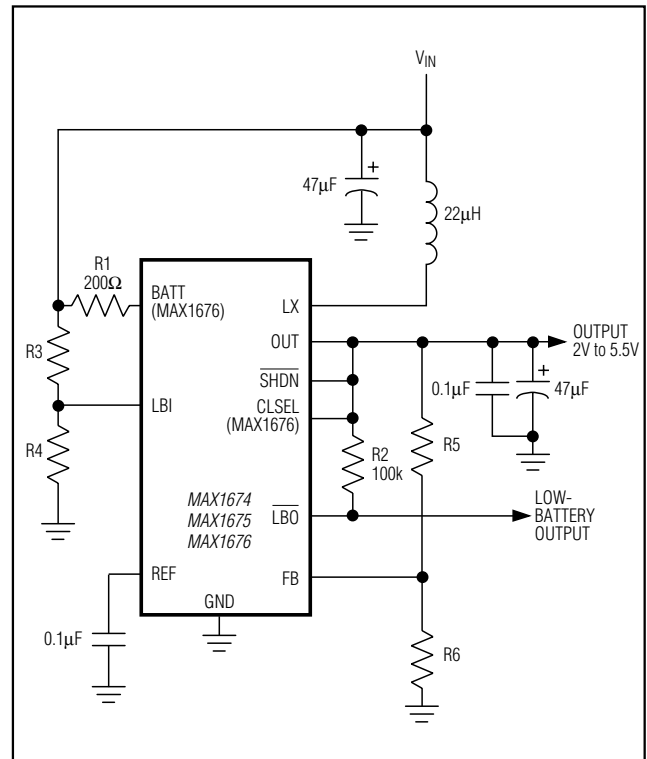 VIN
47µF
+
22µH
R1
200Ω
BATT
(MAX1676)
LX
OUT
OUTPUT
2V to 5.5V
R3
SHDN
0.1µF
+
47µF
LBI
CLSEL
(MAX1676)
R4
R2
100k
R5
MAX1674
MAX1675
MAX1676
LBO
LOW-
BATTERY
OUTPUT
REF
FB
GND
0.1µF
R6